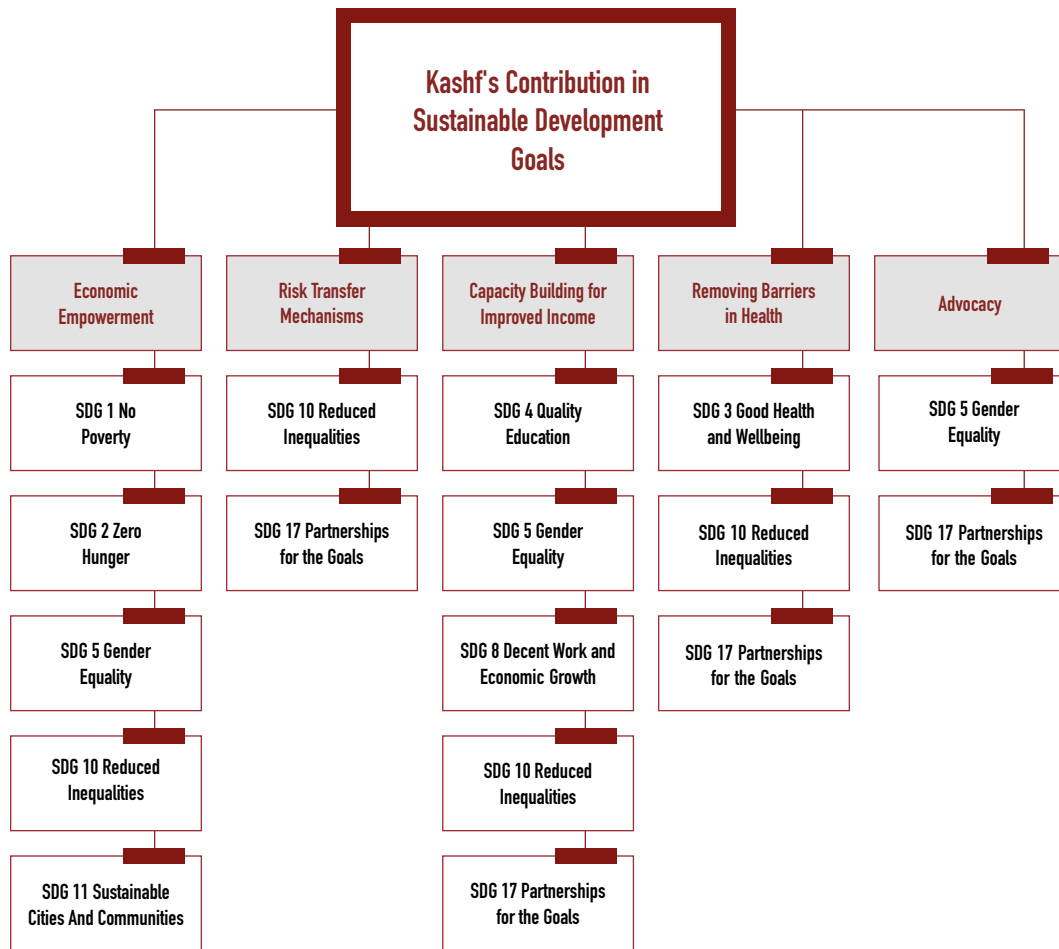 Kashf's Contribution in
Sustainable Development
Goals
Economic
Empowerment
SDG 1 No
Poverty
SDG 2 Zero
Hunger
SDG 5 Gender
Equality
SDG 10 Reduced
Inequalities
SDG 11 Sustainable
Cities And Communities
Risk Transfer
Mechanisms
SDG 10 Reduced
Inequalities
SDG 17 Partnerships
for the Goals
Capacity Building for
Improved Income
SDG 4 Quality
Education
SDG 5 Gender
Equality
SDG 8 Decent Work and
Economic Growth
SDG 10 Reduced
Inequalities
SDG 17 Partnerships
for the Goals
Removing Barriers
in Health
SDG 3 Good Health
and Wellbeing
SDG 10 Reduced
Inequalities
SDG 17 Partnerships
for the Goals
Advocacy
SDG 5 Gender
Equality
SDG 17 Partnerships
for the Goals